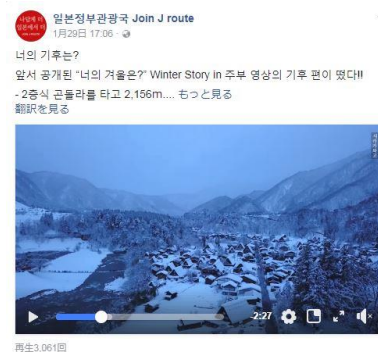 일본정부관광국 Join J route
1月29日 17:06 ·
너의 기후는?
앞서 공개된 “너의 겨울은?” Winter Story in 주부 영상의 기후 편이 떴다!!
- 2층식 곤돌라를 타고 2,156m.... もっと見る
翻訳を見る
-2:27
再生3,061回